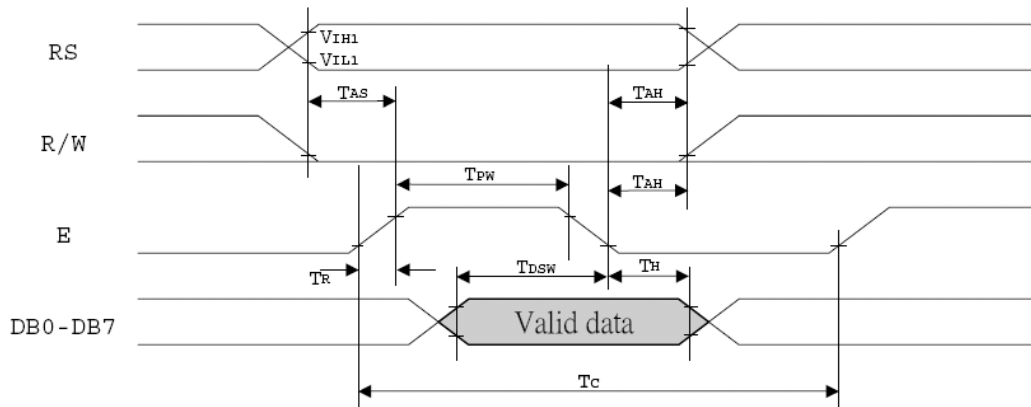 RS
VIH1
VIL1
TAS
TAH
R/W
TPW
TAH
E
TR
TDSW
TH
DB0-DB7
Valid data
TC